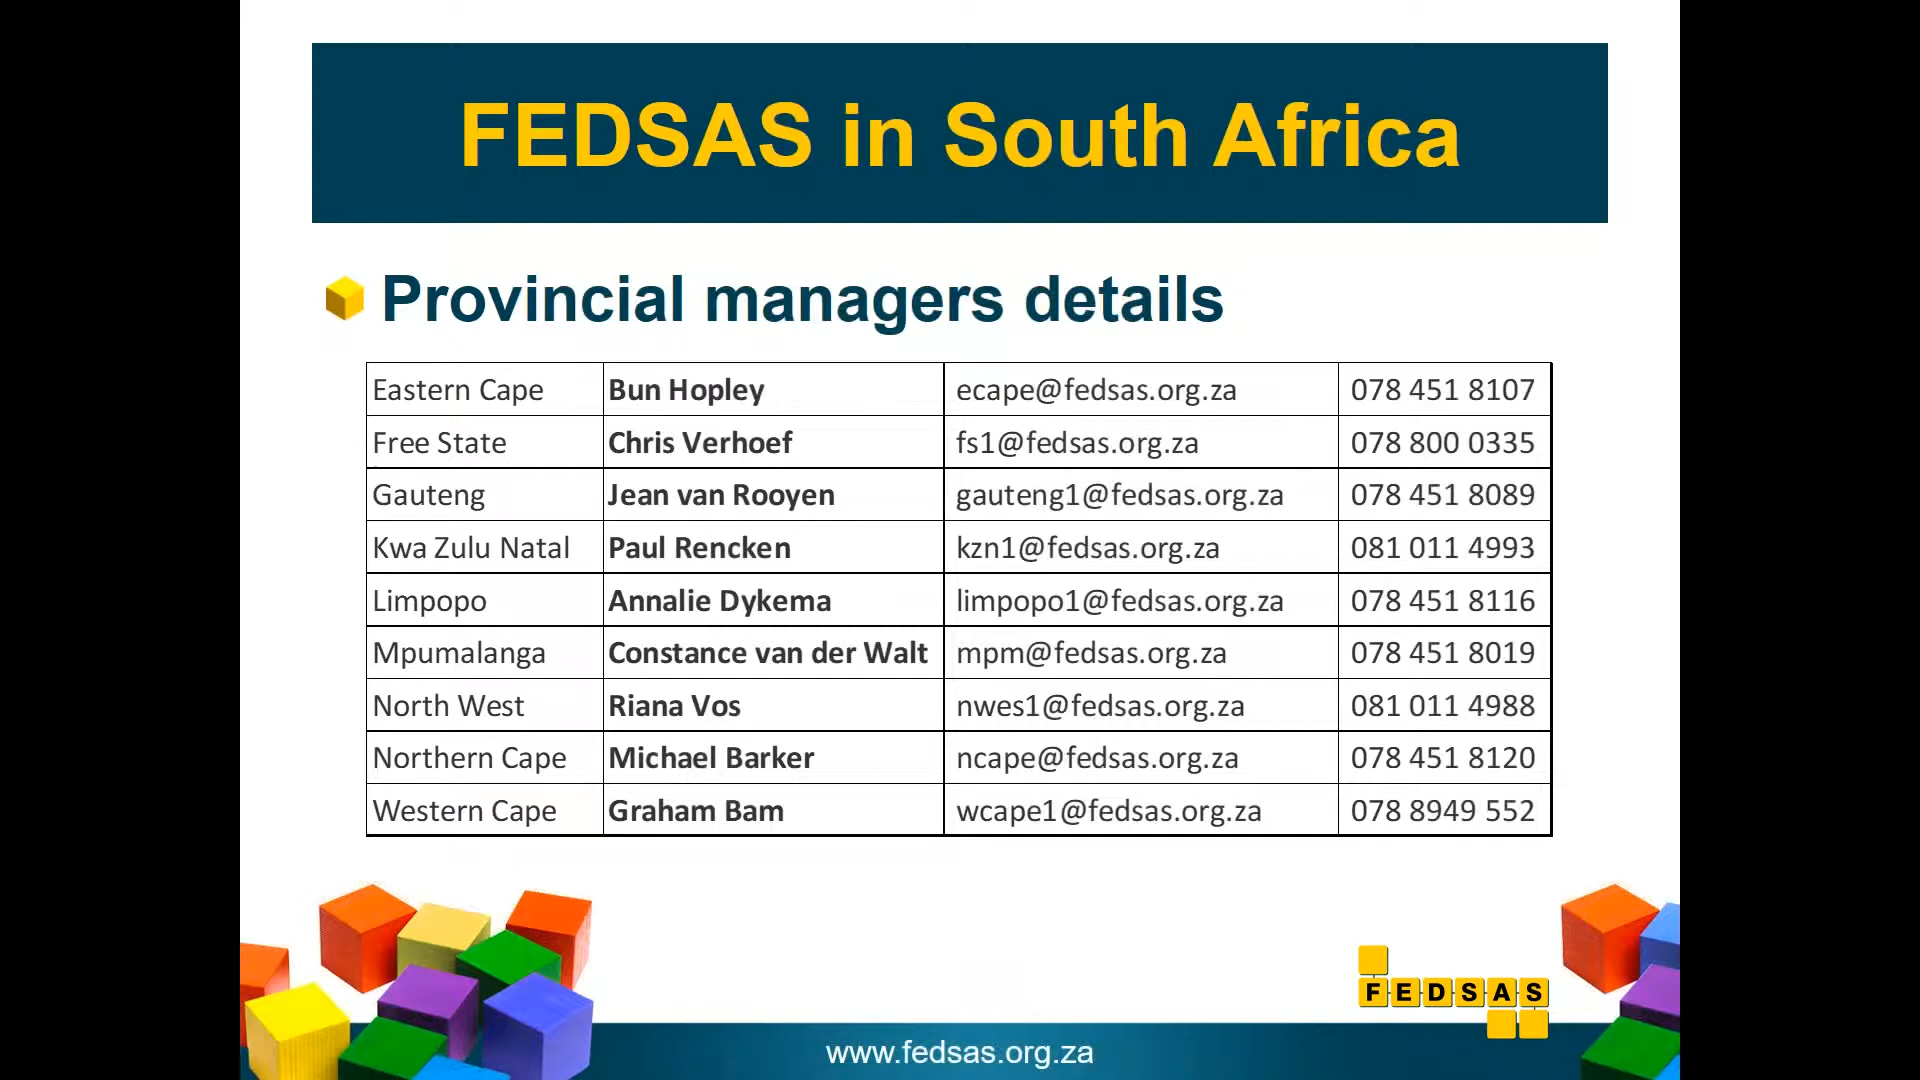 FEDSAS in South Africa
Provincial managers details
Eastern Cape Bun Hopley ecape@fedsas.org.za 078 451 8107
Free State Chris Verhoef fs1@fedsas.org.za 078 800 0335
Gauteng Jean van Rooyen gauteng1@fedsas.org.za 078 451 8089
Kwa Zulu Natal Paul Rencken kzn1@fedsas.org.za 081 011 4993
Limpopo Annalie Dykema limpopo1@fedsas.org.za 078 451 8116
Mpumalanga Constance van der Walt mpm@fedsas.org.za 078 451 8019
North West Riana Vos nwes1@fedsas.org.za 081 011 4988
Northern Cape Michael Barker ncape@fedsas.org.za 078 451 8120
Western Cape Graham Bam wcape1@fedsas.org.za 078 8949 552
FEDSAS
www.fedsas.org.za